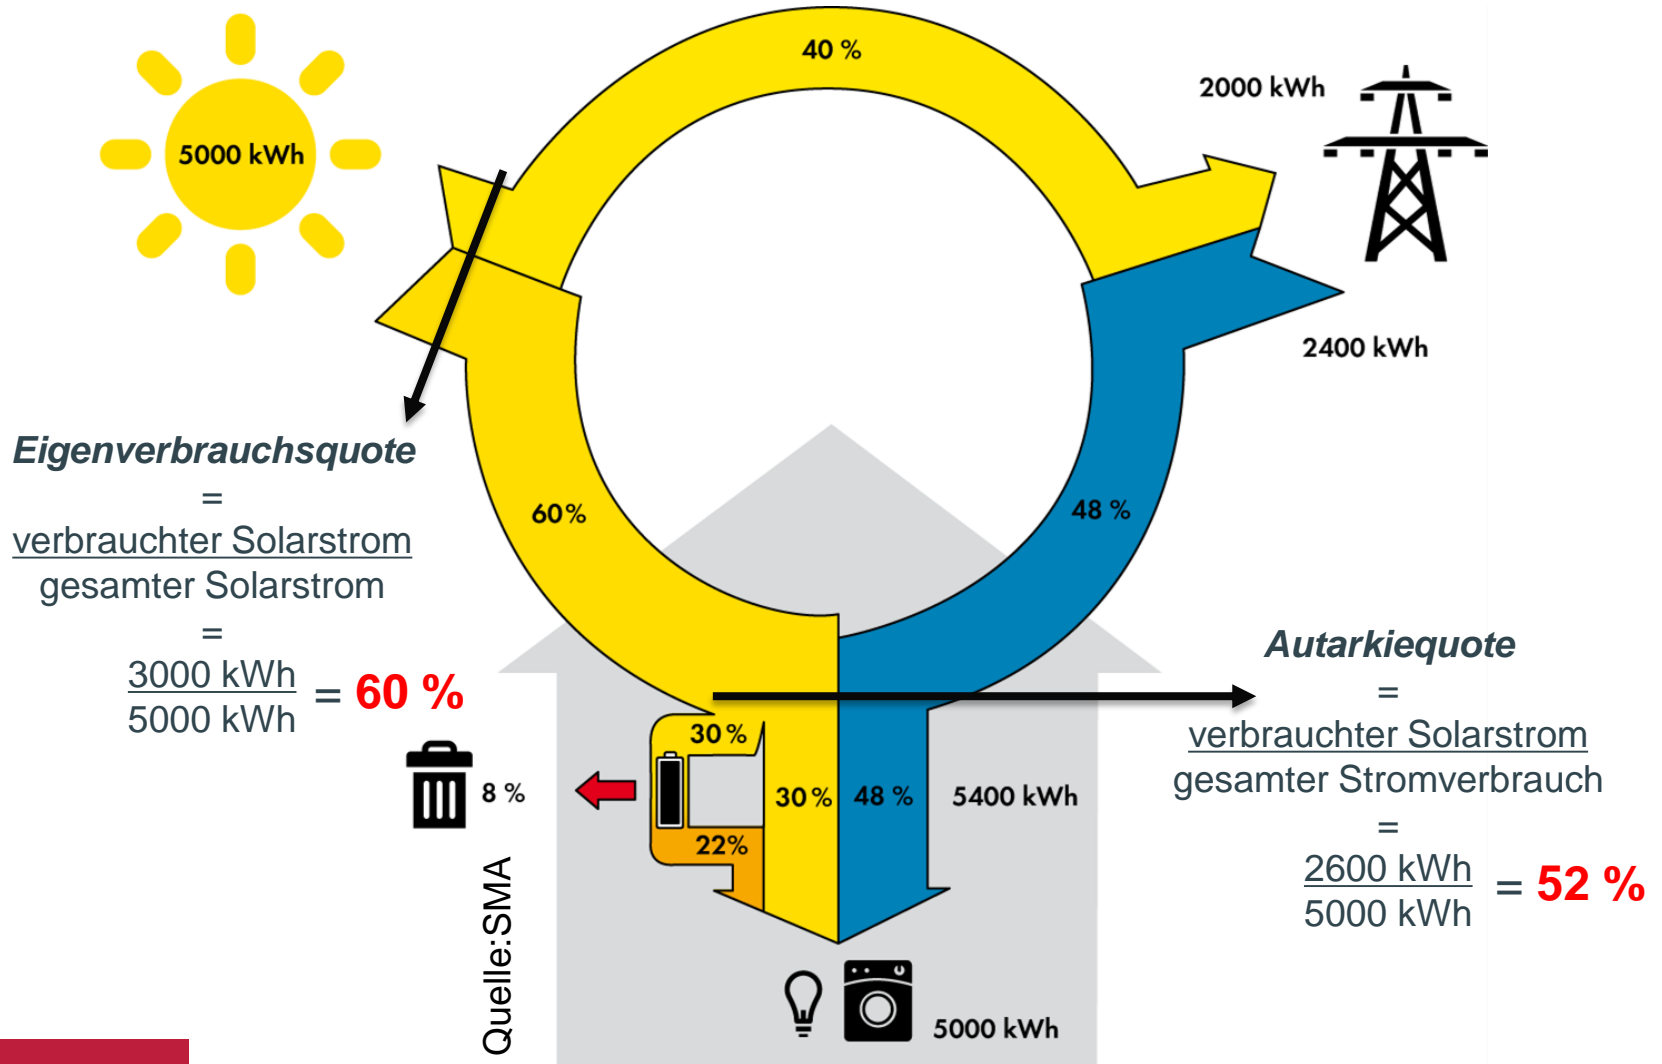 40 %
2000 kWh
5000 kWh
2400 kWh
Eigenverbrauchsquote
=
verbrauchter Solarstrom
gesamter Solarstrom
=
3000 kWh
5000 kWh
= 60 %
60%
48 %
Autarkiequote
=
verbrauchter Solarstrom
gesamter Stromverbrauch
=
2600 kWh
5000 kWh
= 52 %
30%
8 %
30%
48 %
5400 kWh
22%
Quelle:SMA
5000 kWh